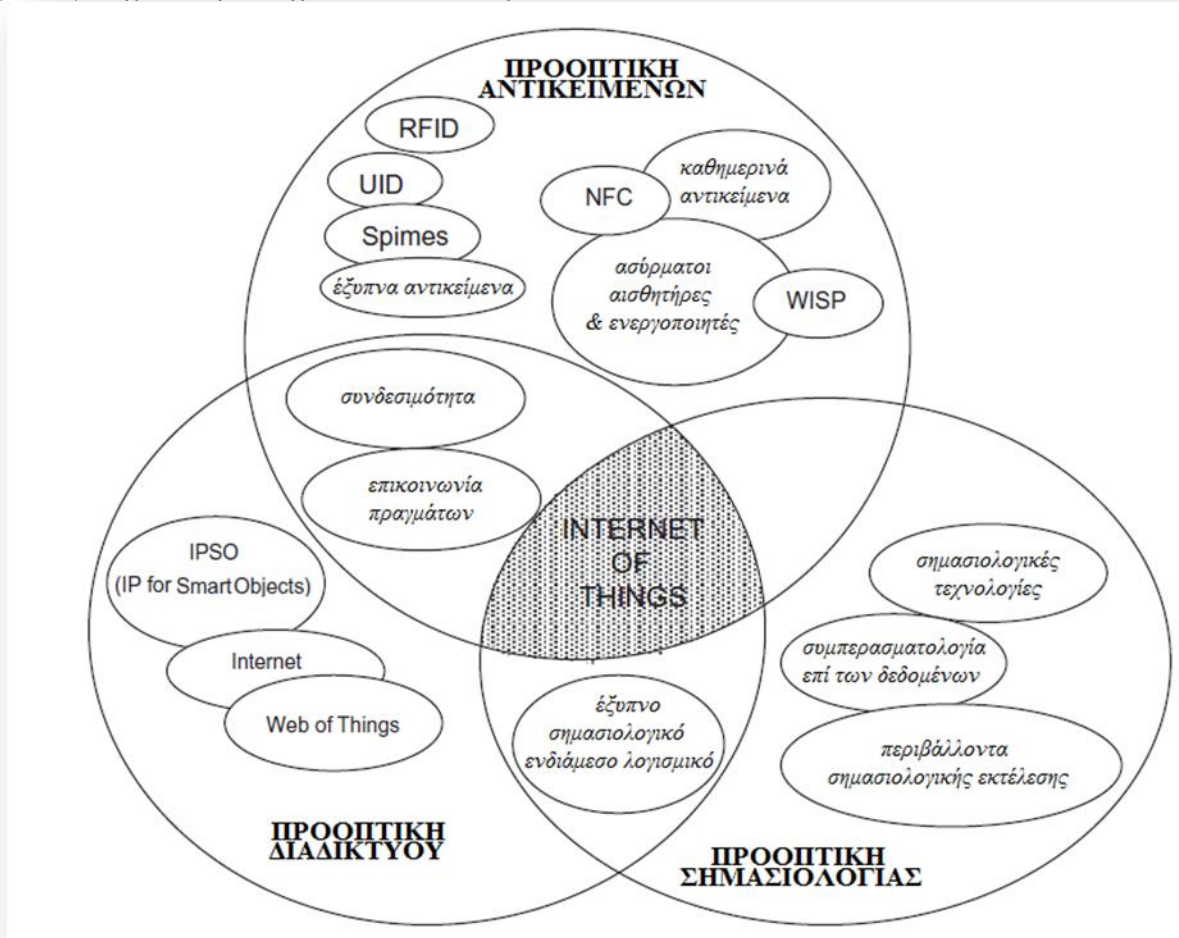 ΠΡΟΟΠΤΙΚΗ
ΑΝΤΙΚΕΙΜΕΝΩΝ
RFID
UID
Spimes
έξυπνα αντικείμενα
NFC
καθημερινά
αντικείμενα
ασύρματοι
αισθητήρες
& ενεργοποιητές
WISP
συνδεσιμότητα
επικοινωνία
πραγμάτων
INTERNET
OF
THINGS
IPSO
(IP for Smart Objects)
Internet
Web of Things
έξυπνο
σημασιολογικό
ενδιάμεσο λογισμικό
σημασιολογικές
τεχνολογίες
συμπερασματολογία
επί των δεδομένων
περιβάλλοντα
σημασιολογικής εκτέλεσης
ΠΡΟΟΠΤΙΚΗ
ΔΙΑΔΙΚΤΥΟΥ
ΠΡΟΟΠΤΙΚΗ
ΣΗΜΑΣΙΟΛΟΓΙΑΣ